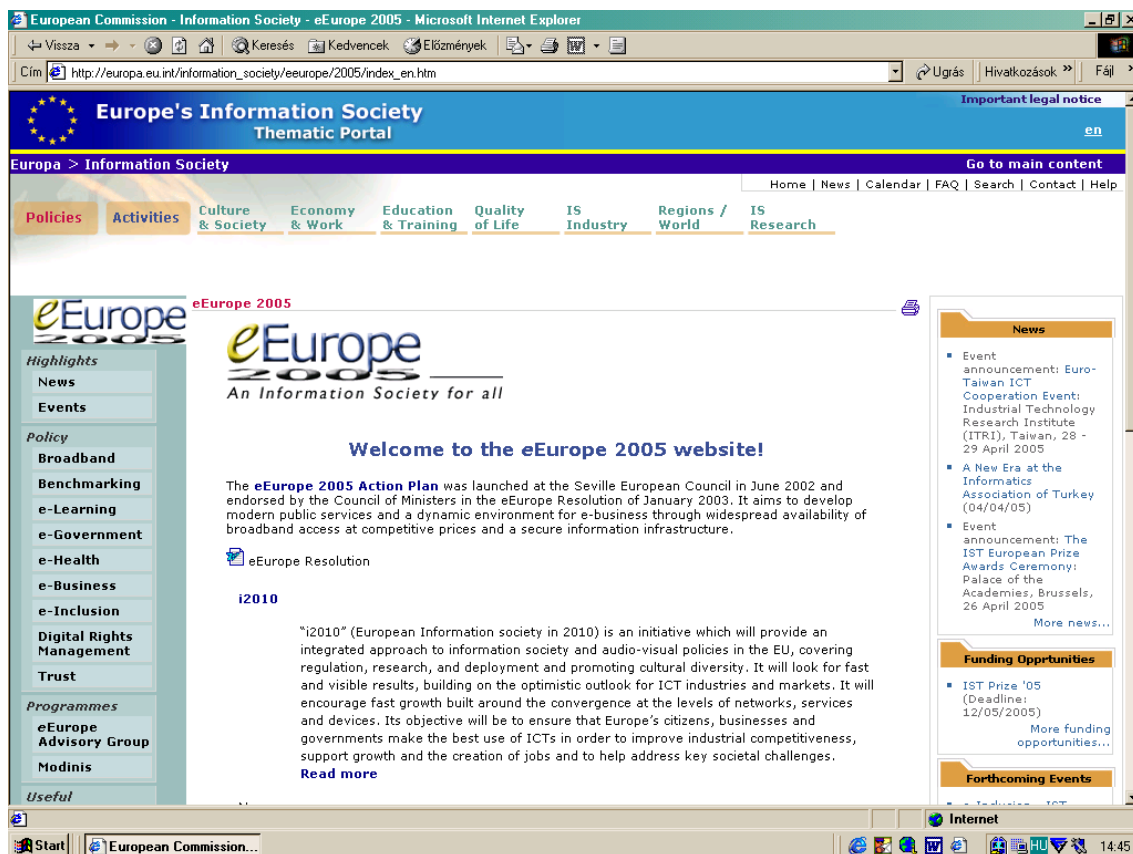 European Commission - Information Society - eEurope 2005 - Microsoft Internet Explorer
Vissza Keresés Kedvencek Előzmények
Cím http://europa.eu.int/information_society/eeurope/2005/index_en.htm Ugrás Hivatkozások » Fájl »
Important legal notice
Europe's Information Society
Thematic Portal
en
Europa > Information Society Go to main content
Home | News | Calendar | FAQ | Search | Contact | Help
Policies Activities
Culture & Society
Economy & Work
Education & Training
Quality of Life
IS Industry
Regions / World
IS Research
eEurope
2005
Highlights
News
Events
Policy
Broadband
Benchmarking
e-Learning
e-Government
e-Health
e-Business
e-Inclusion
Digital Rights
Management
Trust
Programmes
eEurope
Advisory Group
Modinis
Useful
eEurope 2005
eEurope
2005
An Information Society for all
Welcome to the eEurope 2005 website!
The eEurope 2005 Action Plan was launched at the Seville European Council in June 2002 and
endorsed by the Council of Ministers in the eEurope Resolution of January 2003. It aims to develop
modern public services and a dynamic environment for e-business through widespread availability of
broadband access at competitive prices and a secure information infrastructure.
eEurope Resolution
i2010
“i2010” (European Information society in 2010) is an initiative which will provide an
integrated approach to information society and audio-visual policies in the EU, covering
regulation, research, and deployment and promoting cultural diversity. It will look for fast
and visible results, building on the optimistic outlook for ICT industries and markets. It will
encourage fast growth built around the convergence at the levels of networks, services
and devices. Its objective will be to ensure that Europe’s citizens, businesses and
governments make the best use of ICTs in order to improve industrial competitiveness,
support growth and the creation of jobs and to help address key societal challenges.
Read more
News
Event
announcement: Euro-
Taiwan ICT
Cooperation Event:
Industrial Technology
Research Institute
(ITRI), Taiwan, 28 -
29 April 2005
A New Era at the
Informatics
Association of Turkey
(04/04/05)
Event
announcement: The
IST European Prize
Awards Ceremony:
Palace of the
Academies, Brussels,
26 April 2005
More news...
Funding Opprtunities
IST Prize '05
(Deadline:
12/05/2005)
More funding
opportunities...
Forthcoming Events
Internet
Start European Commission... HU 14:45